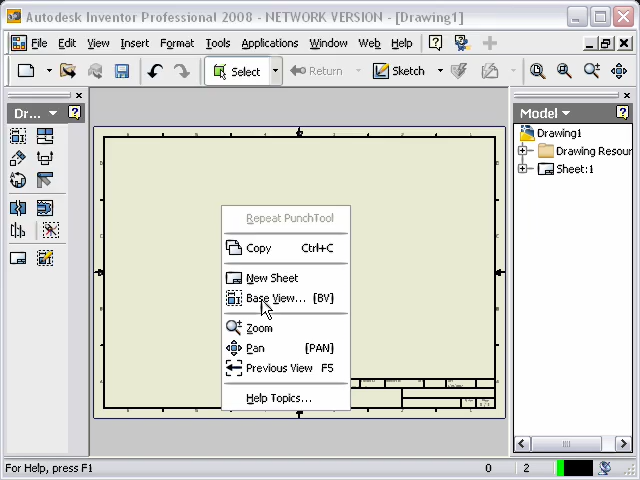 Autodesk Inventor Professional 2008 - NETWORK VERSION - [Drawing1]
File Edit View Insert Format Tools Applications Window Web Help
Select Return Sketch
Dr... Model
Drawing1
Drawing Resour
Sheet:1
Repeat PunchTool
Copy Ctrl+C
New Sheet
Base View... [BV]
Zoom
Pan [PAN]
Previous View F5
Help Topics...
For Help, press F1 0 2